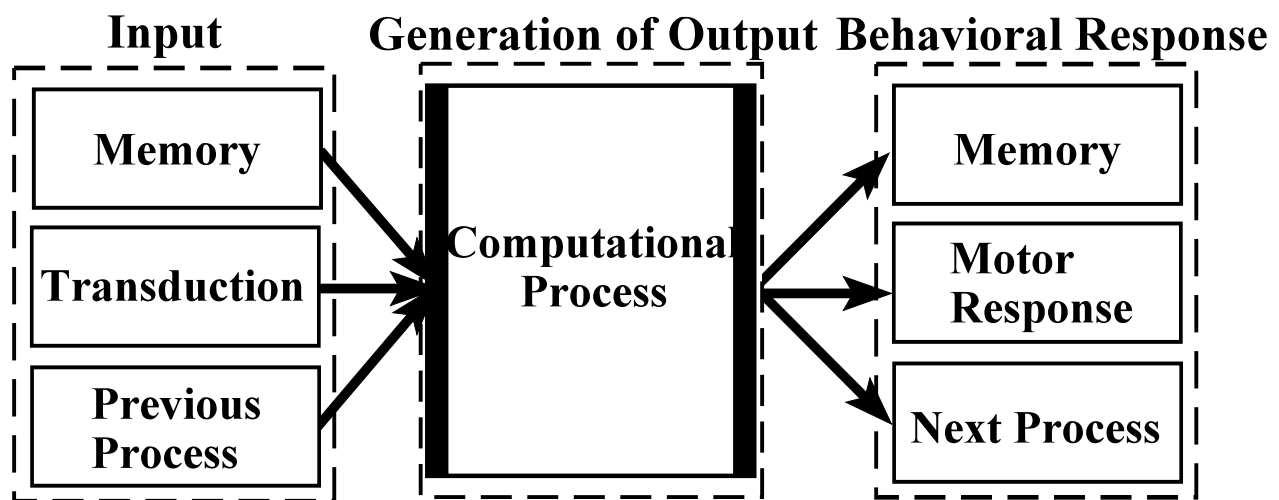 Input
Memory
Transduction
Previous
Process
Generation of Output
Computational
Process
Behavioral Response
Memory
Motor
Response
Next Process